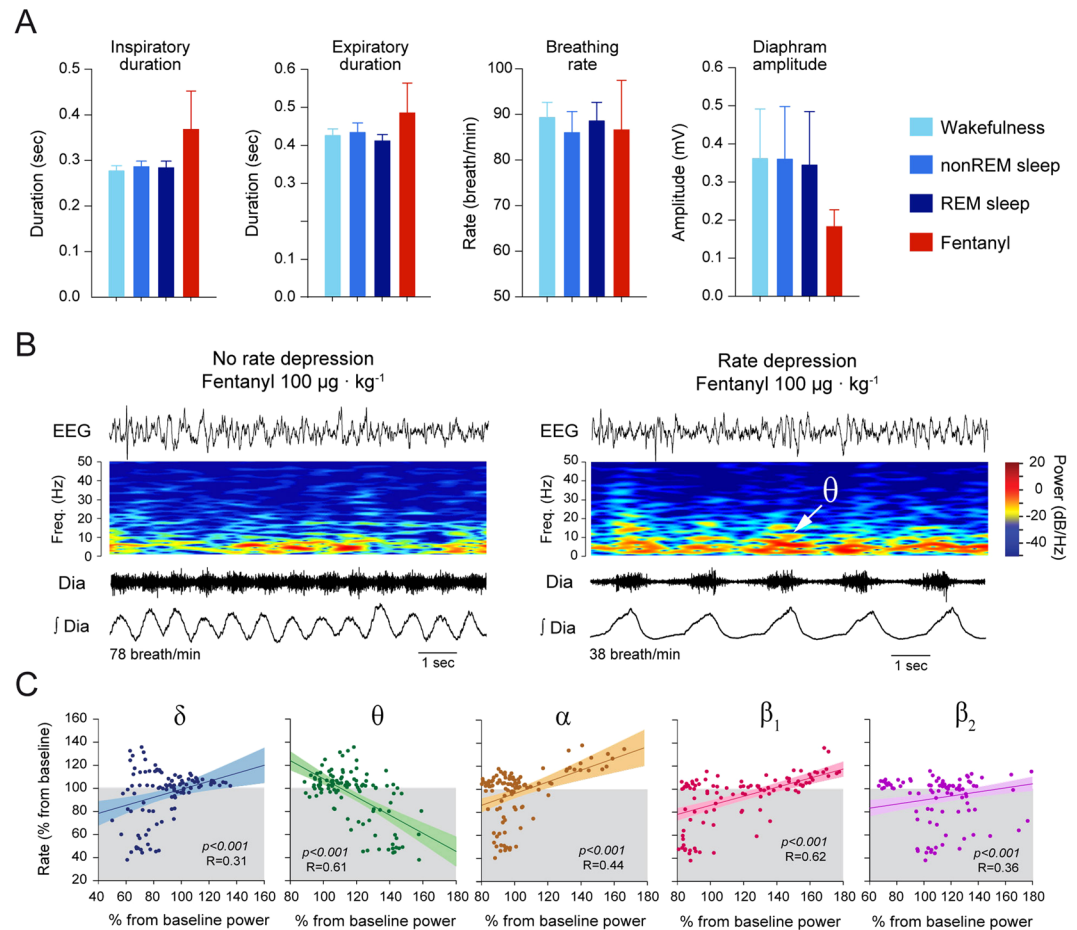 A
Inspiratory
duration
Expiratory
duration
Breathing
rate
Diaphram
amplitude
Duration (sec)
0.5
0.4
0.3
0.2
0.1
0.0
Duration (sec)
0.6
0.5
0.4
0.4
0.2
0.1
0.0
Rate (breath/min)
100
90
80
90
60
50
Amplitude (mV)
0.6
0.5
0.4
0.3
0.2
0.1
0.0
Wakefulness
nonREM sleep
REM sleep
Fentanyl
B
No rate depression
Fentanyl 100 µg · kg⁻¹
EEG
Freq. (Hz)
50
40
30
20
10
0
Dia
∫ Dia
78 breath/min
1 sec
Rate depression
Fentanyl 100 µg · kg⁻¹
EEG
Freq. (Hz)
50
40
30
20
10
0
θ
Dia
∫ Dia
38 breath/min
1 sec
20
0
-20
-40
Power (dB/Hz)
C
Rate (% from baseline)
160
140
120
100
80
60
40
20
δ
p<0.001
R=0.31
40 60 80 100 120 140 160
% from baseline power
θ
p<0.001
R=0.61
80 100 120 140 160 180
% from baseline power
α
p<0.001
R=0.44
80 100 120 140 160 180
% from baseline power
β₁
p<0.001
R=0.62
80 100 120 140 160 180
% from baseline power
β₂
p<0.001
R=0.36
60 80 100 120 140 160 180
% from baseline power